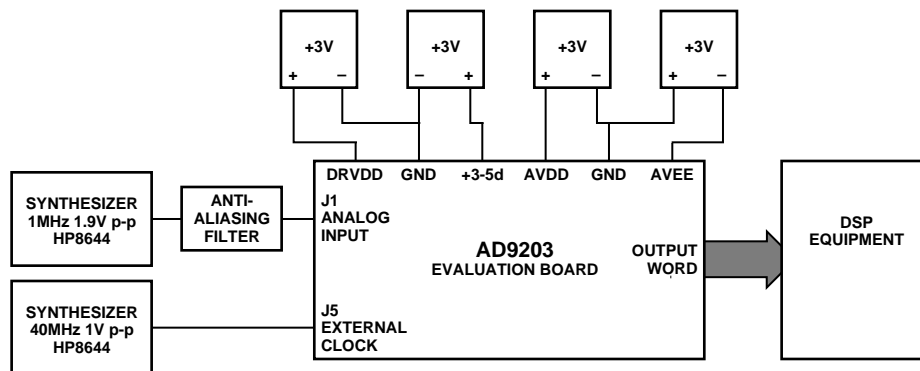 +3V
+ –
+3V
– +
+3V
+ –
+3V
+ –
DRVDD GND +3-5d AVDD GND AVEE
SYNTHESIZER
1MHz 1.9V p-p
HP8644
ANTI-
ALIASING
FILTER
J1
ANALOG
INPUT
AD9203
EVALUATION BOARD
OUTPUT
WORD
DSP
EQUIPMENT
SYNTHESIZER
40MHz 1V p-p
HP8644
J5
EXTERNAL
CLOCK